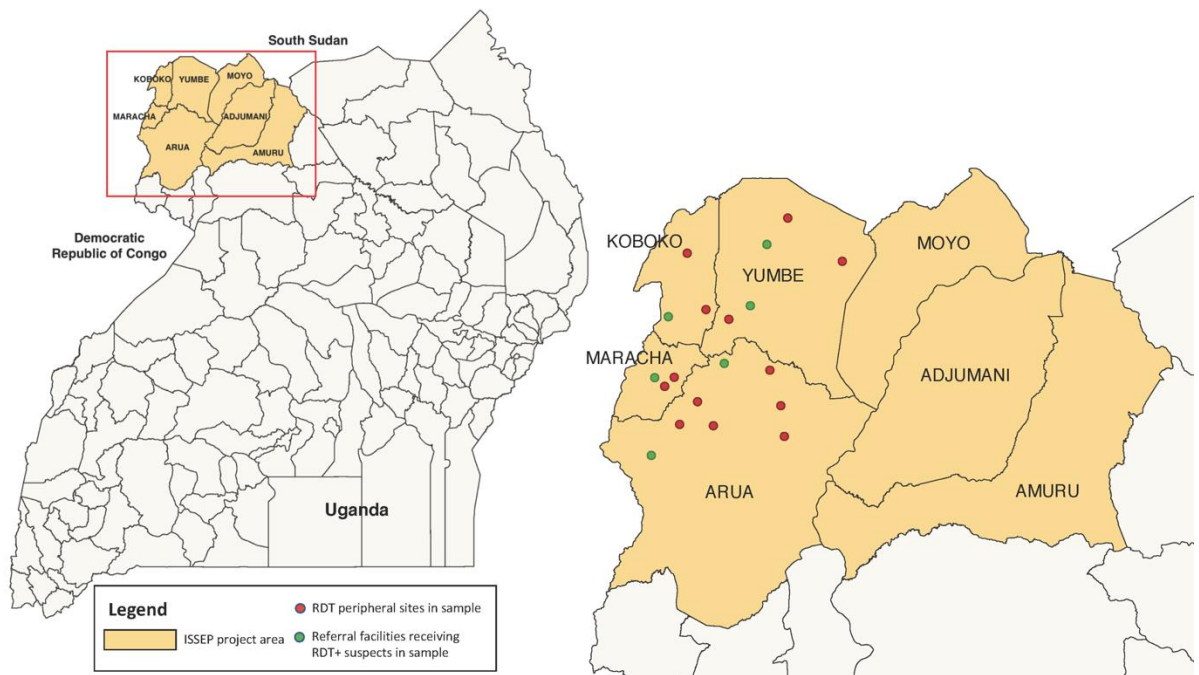 South Sudan
KOBOKO
YUMBE
MOYO
MARACHA
ADJUMANI
ARUA
AMURU
Democratic
Republic of Congo
Uganda
Legend
ISSEP project area
RDT peripheral sites in sample
Referral facilities receiving
RDT+ suspects in sample
KOBOKO
MOYO
YUMBE
MARACHA
ADJUMANI
ARUA
AMURU